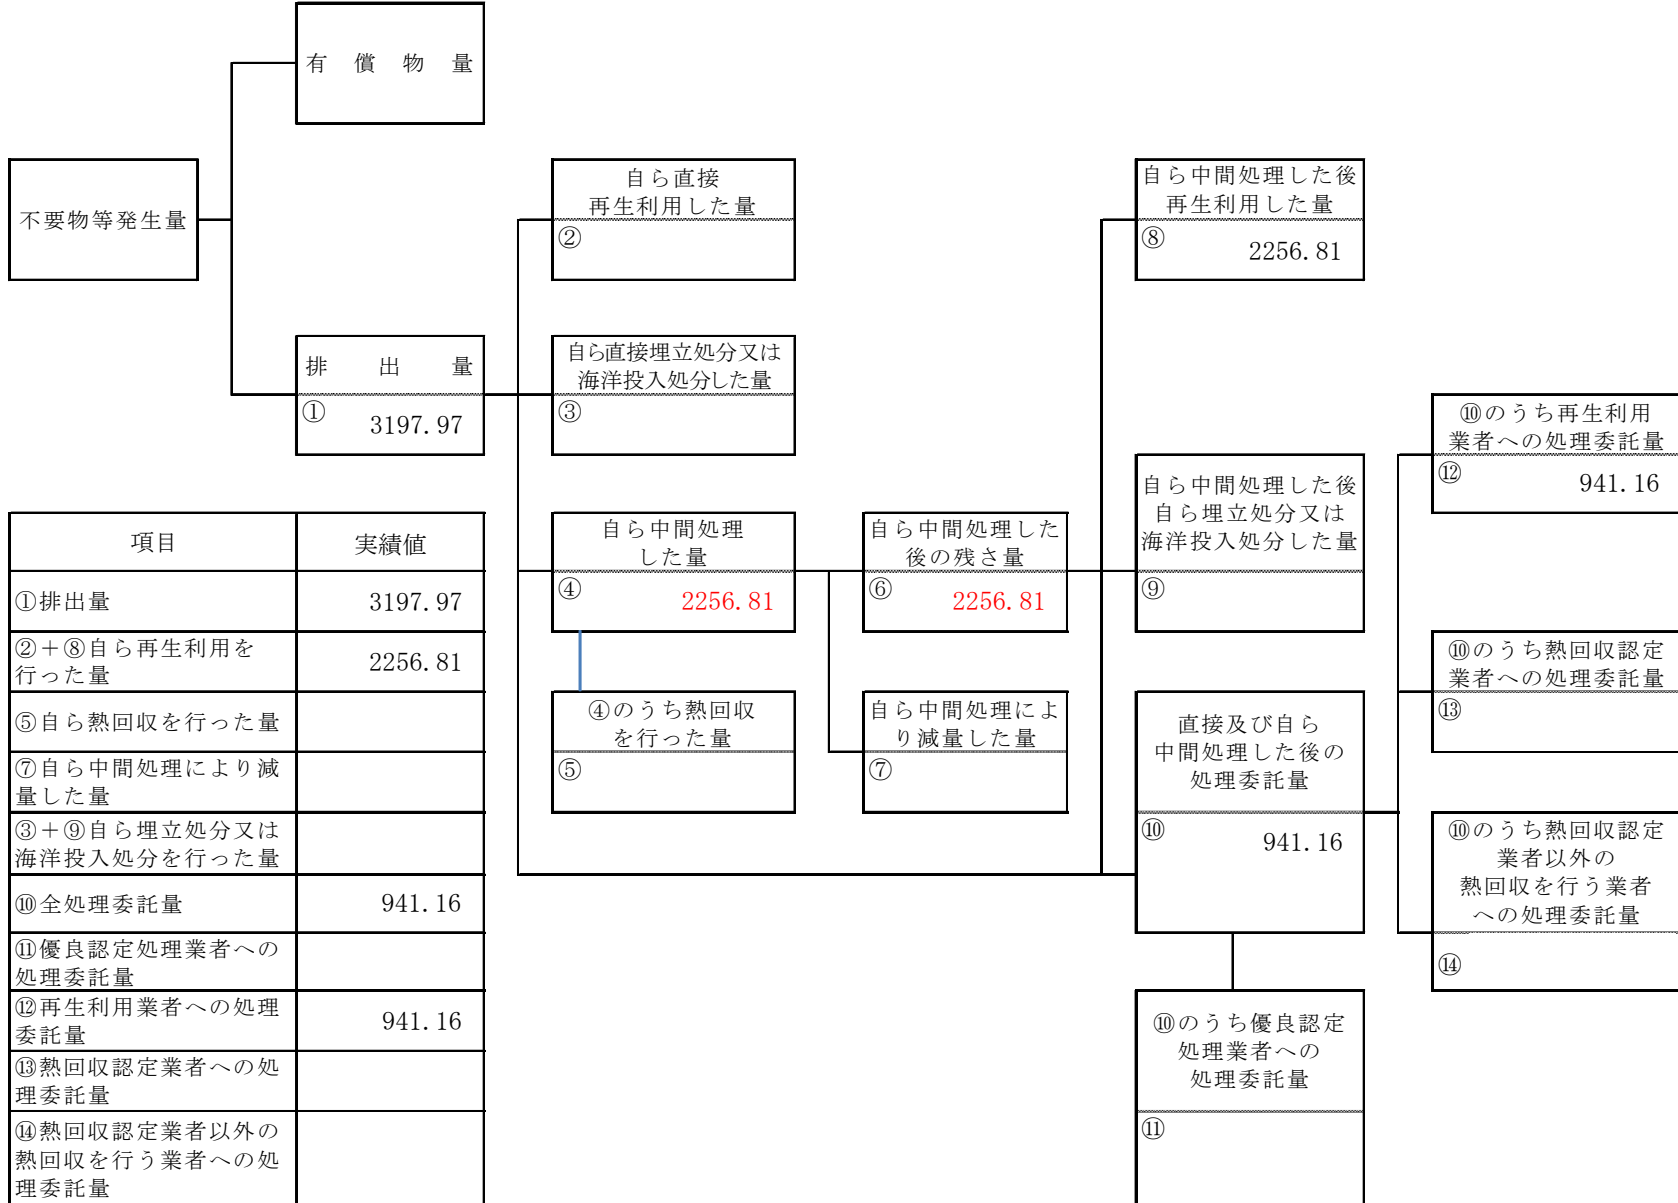 有償物量
不要物等発生量
排出量
① 3197.97
自ら直接
再生利用した量
②
自ら直接埋立処分又は
海洋投入処分した量
③
自ら中間処理
した量
④ 2256.81
④のうち熱回収
を行った量
⑤
自ら中間処理した
後の残さ量
⑥ 2256.81
自ら中間処理によ
り減量した量
⑦
自ら中間処理した後
再生利用した量
⑧ 2256.81
自ら中間処理した後
自ら埋立処分又は
海洋投入処分した量
⑨
直接及び自ら
中間処理した後の
処理委託量
⑩ 941.16
⑩のうち優良認定
処理業者への
処理委託量
⑪
⑩のうち再生利用
業者への処理委託量
⑫ 941.16
⑩のうち熱回収認定
業者への処理委託量
⑬
⑩のうち熱回収認定
業者以外の
熱回収を行う業者
への処理委託量
⑭
項目 実績値
①排出量 3197.97
②+⑧自ら再生利用を
行った量 2256.81
⑤自ら熱回収を行った量
⑦自ら中間処理により減
量した量
③+⑨自ら埋立処分又は
海洋投入処分を行った量
⑩全処理委託量 941.16
⑪優良認定処理業者への
処理委託量
⑫再生利用業者への処理
委託量 941.16
⑬熱回収認定業者への処
理委託量
⑭熱回収認定業者以外の
熱回収を行う業者への処
理委託量